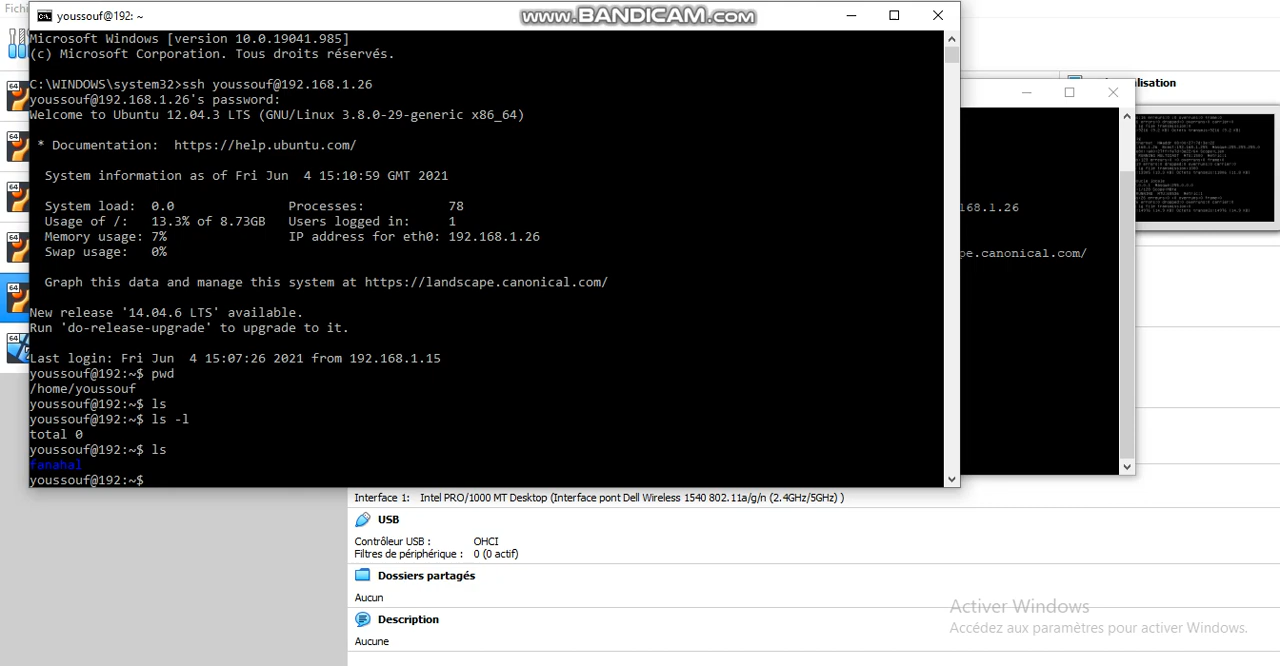 Fichi
youssouf@192: ~
www.BANDICAM.com
Microsoft Windows [version 10.0.19041.985]
(c) Microsoft Corporation. Tous droits réservés.
C:\WINDOWS\system32>ssh youssouf@192.168.1.26
youssouf@192.168.1.26's password:
Welcome to Ubuntu 12.04.3 LTS (GNU/Linux 3.8.0-29-generic x86_64)
* Documentation:  https://help.ubuntu.com/
System information as of Fri Jun  4 15:10:59 GMT 2021
System load:  0.0               Processes:           78
Usage of /:   13.3% of 8.73GB   Users logged in:     1
Memory usage: 7%                IP address for eth0: 192.168.1.26
Swap usage:   0%
Graph this data and manage this system at https://landscape.canonical.com/
New release '14.04.6 LTS' available.
Run 'do-release-upgrade' to upgrade to it.
Last login: Fri Jun  4 15:07:26 2021 from 192.168.1.15
youssouf@192:~$ pwd
/home/youssouf
youssouf@192:~$ ls
youssouf@192:~$ ls -l
total 0
youssouf@192:~$ ls
fanahal
youssouf@192:~$
lisation
168.1.26
pe.canonical.com/
64
64
64
64
64
64
Interface 1: Intel PRO/1000 MT Desktop (Interface pont Dell Wireless 1540 802.11a/g/n (2.4GHz/5GHz) )
USB
Contrôleur USB : OHCI
Filtres de périphérique : 0 (0 actif)
Dossiers partagés
Aucun
Description
Aucune
Activer Windows
Accédez aux paramètres pour activer Windows.